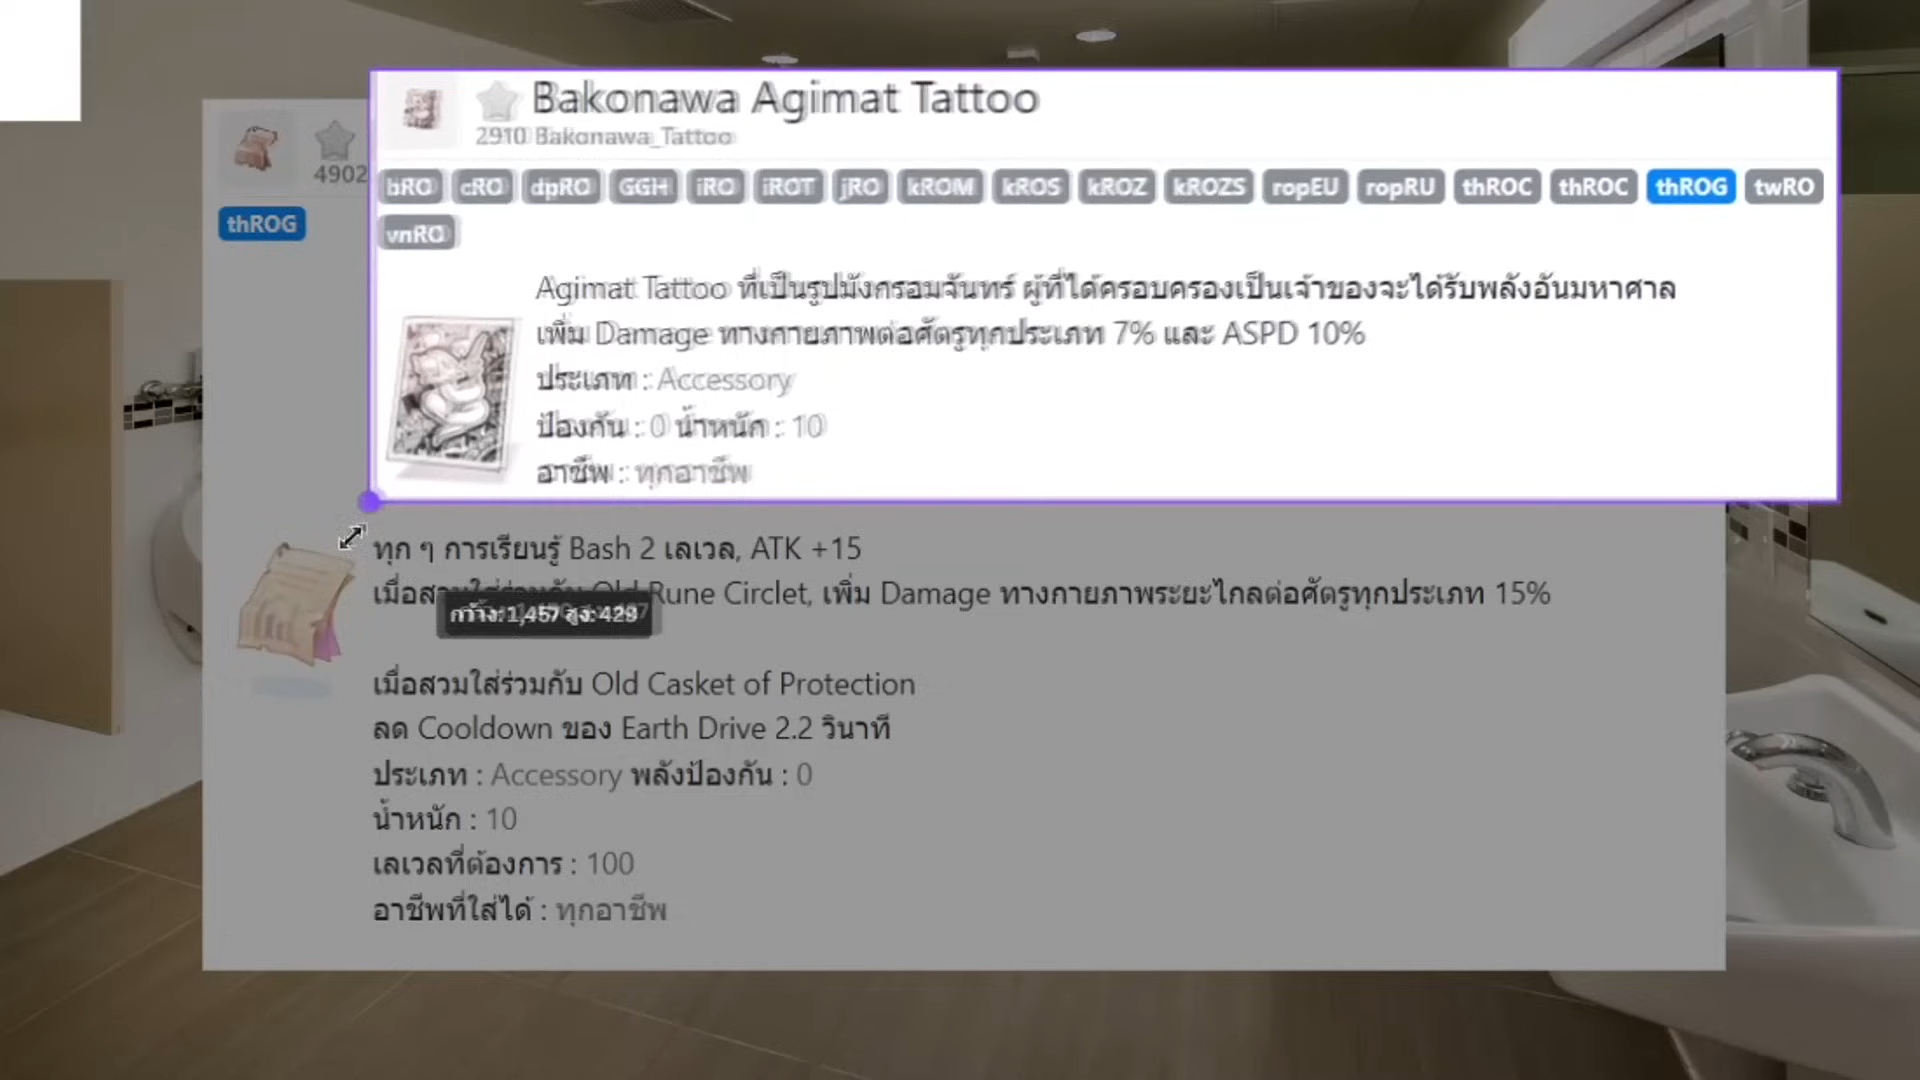 Bakonawa Agimat Tattoo
2910 Bakonawa_Tattoo
bRO cRO dpRO GGH iRO iROT jRO kROM kROS kROZ kROZS ropEU ropRU thROC thROC thROG twRO
vnRO
Agimat Tattoo ที่เป็นรูปมังกรอมจันทร์ ผู้ที่ได้ครอบครองเป็นเจ้าของจะได้รับพลังอันมหาศาล
เพิ่ม Damage ทางกายภาพต่อศัตรูทุกประเภท 7% และ ASPD 10%
ประเภท : Accessory
ป้องกัน : 0 น้ำหนัก : 10
อาชีพ : ทุกอาชีพ
4902
thROG
ทุก ๆ การเรียนรู้ Bash 2 เลเวล, ATK +15
เมื่อสวมใส่ร่วมกับ Old Rune Circlet, เพิ่ม Damage ทางกายภาพระยะไกลต่อศัตรูทุกประเภท 15%
กว้าง: 1,457 สูง: 429
เมื่อสวมใส่ร่วมกับ Old Casket of Protection
ลด Cooldown ของ Earth Drive 2.2 วินาที
ประเภท : Accessory พลังป้องกัน : 0
น้ำหนัก : 10
เลเวลที่ต้องการ : 100
อาชีพที่ใส่ได้ : ทุกอาชีพ